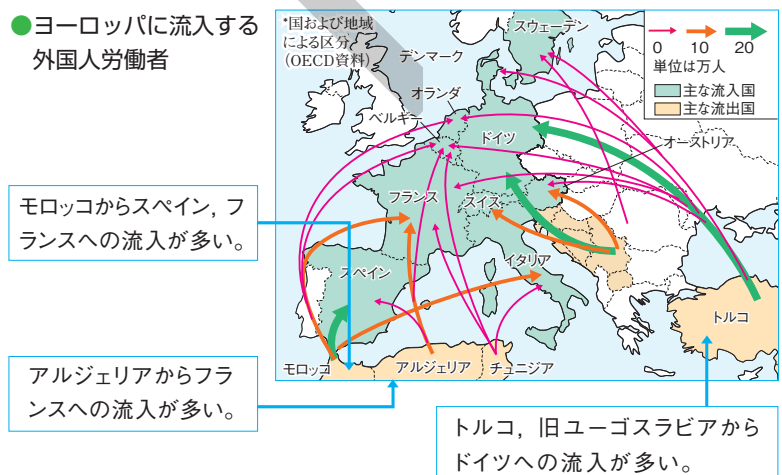 ●ヨーロッパに流入する
外国人労働者
*国および地域
による区分
(OECD資料)
スウェーデン
デンマーク
オランダ
ベルギー
ドイツ
オーストリア
フランス
スイス
イタリア
スペイン
トルコ
モロッコ
アルジェリア
チュニジア
0 10 20
単位は万人
主な流入国
主な流出国
モロッコからスペイン，フ
ランスへの流入が多い。
アルジェリアからフラ
ンスへの流入が多い。
トルコ，旧ユーゴスラビアから
ドイツへの流入が多い。